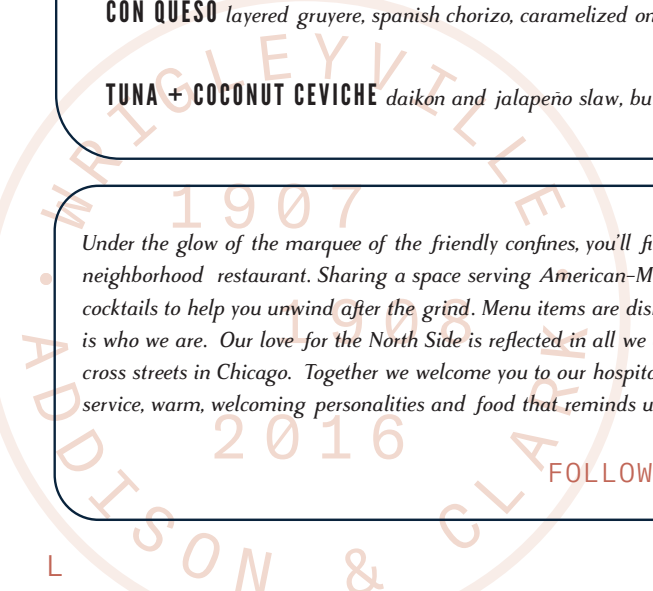 CON QUESO layered gruyere, spanish chorizo, caramelized
TUNA + COCONUT CEVICHE daikon and jalapeño slaw,
WRIGLEYVILLE
1907
Under the glow of the marquee of the friendly confines, you'll
neighborhood restaurant. Sharing a space serving American-M
cocktails to help you unwind after the grind. Menu items are
1908
is who we are. Our love for the North Side is reflected in all we
cross streets in Chicago. Together we welcome you to our
service, warm, welcoming personalities and food that reminds
2016
FOLLOW
ADDISON & CLARK
L